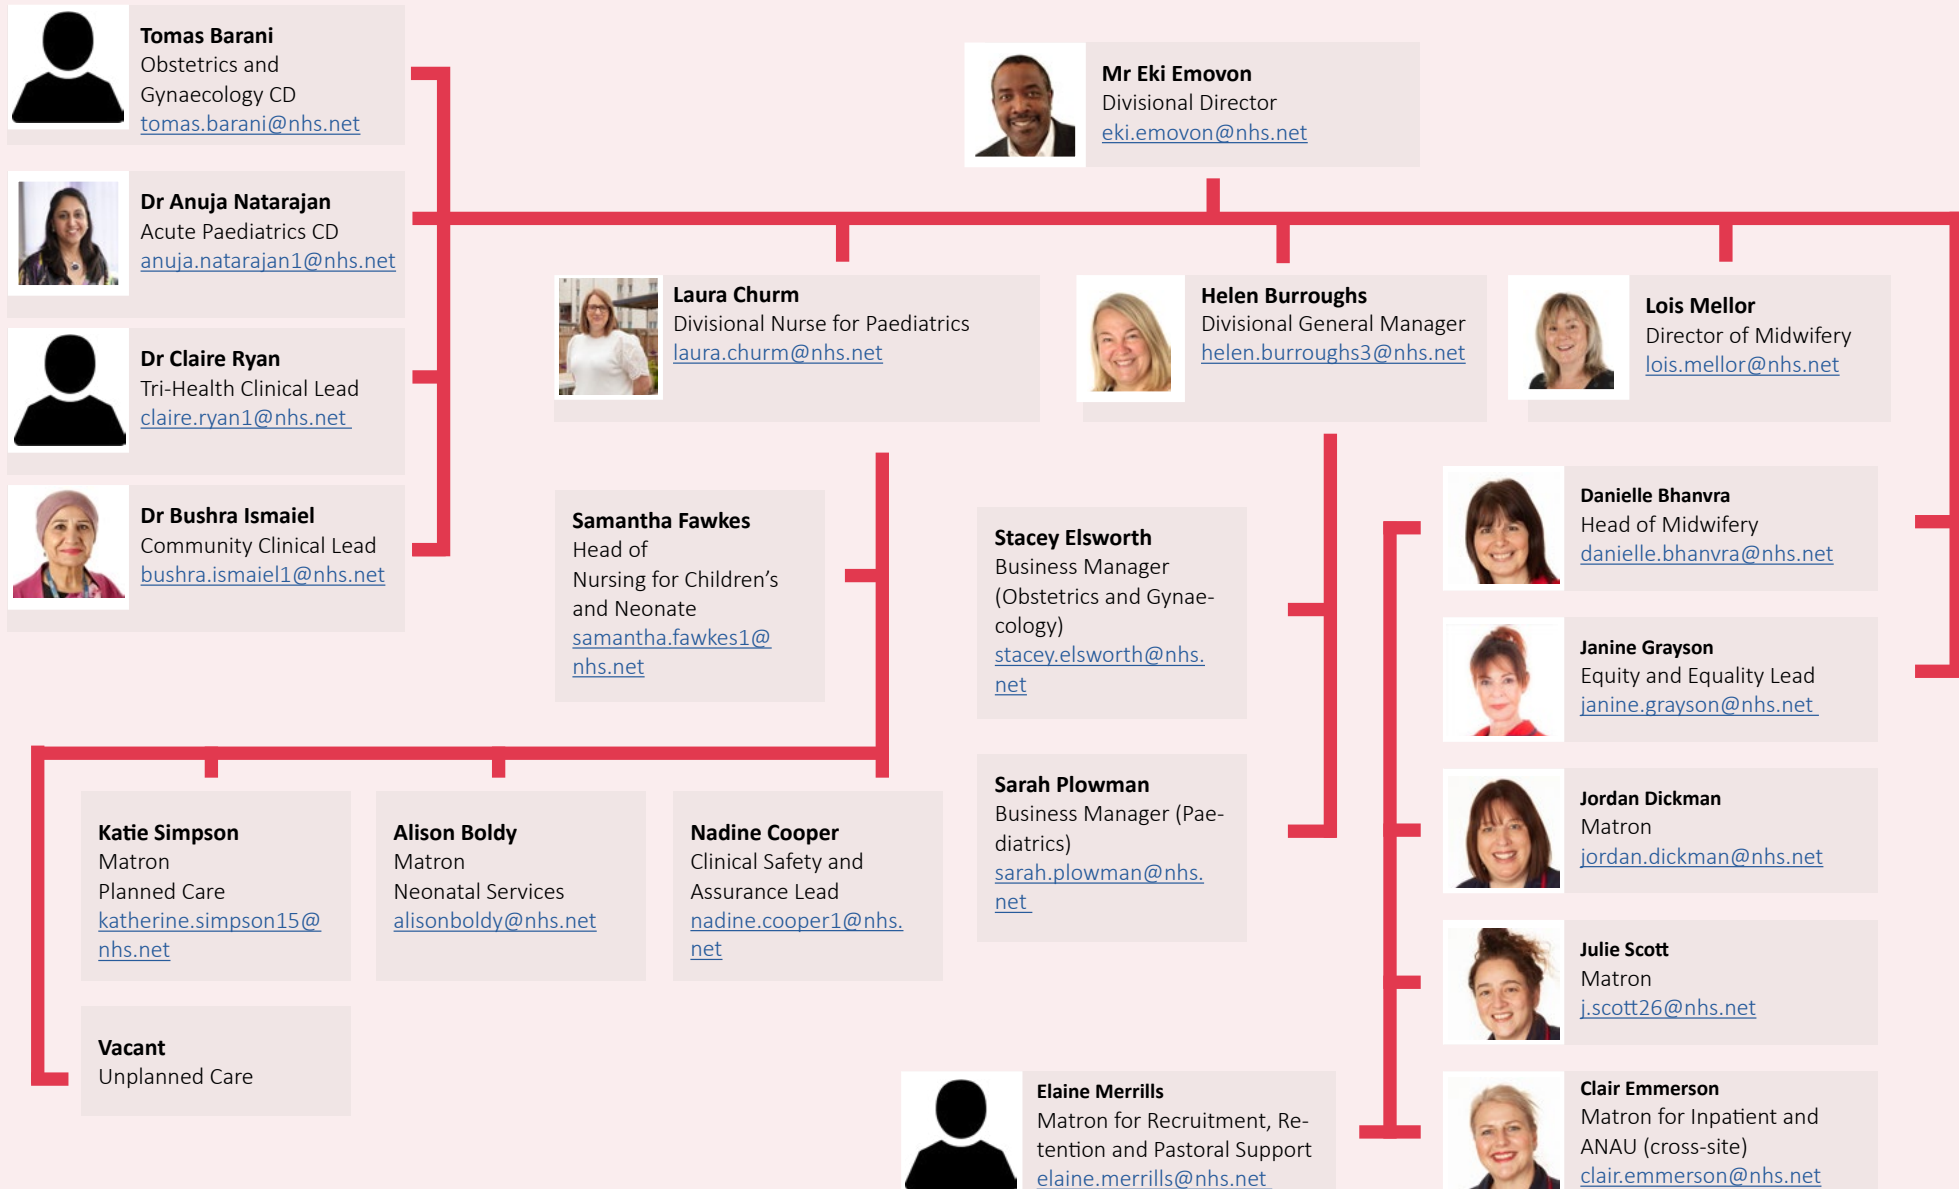 Tomas Barani
Obstetrics and
Gynaecology CD
tomas.barani@nhs.net
Dr Anuja Natarajan
Acute Paediatrics CD
anuja.natarajan1@nhs.net
Dr Claire Ryan
Tri-Health Clinical Lead
claire.ryan1@nhs.net
Dr Bushra Ismaiel
Community Clinical Lead
bushra.ismaiel1@nhs.net
Mr Eki Emovon
Divisional Director
eki.emovon@nhs.net
Laura Churm
Divisional Nurse for Paediatrics
laura.churm@nhs.net
Helen Burroughs
Divisional General Manager
helen.burroughs3@nhs.net
Lois Mellor
Director of Midwifery
lois.mellor@nhs.net
Samantha Fawkes
Head of
Nursing for Children's
and Neonate
samantha.fawkes1@
nhs.net
Katie Simpson
Matron
Planned Care
katherine.simpson15@
nhs.net
Alison Boldy
Matron
Neonatal Services
alisonboldy@nhs.net
Nadine Cooper
Clinical Safety and
Assurance Lead
nadine.cooper1@nhs.
net
Vacant
Unplanned Care
Stacey Elsworth
Business Manager
(Obstetrics and Gynae-
cology)
stacey.elsworth@nhs.
net
Sarah Plowman
Business Manager (Pae-
diatrics)
sarah.plowman@nhs.
net
Danielle Bhanvra
Head of Midwifery
danielle.bhanvra@nhs.net
Janine Grayson
Equity and Equality Lead
janine.grayson@nhs.net
Jordan Dickman
Matron
jordan.dickman@nhs.net
Julie Scott
Matron
j.scott26@nhs.net
Elaine Merrills
Matron for Recruitment, Re-
tention and Pastoral Support
elaine.merrills@nhs.net
Clair Emmerson
Matron for Inpatient and
ANAU (cross-site)
clair.emmerson@nhs.net